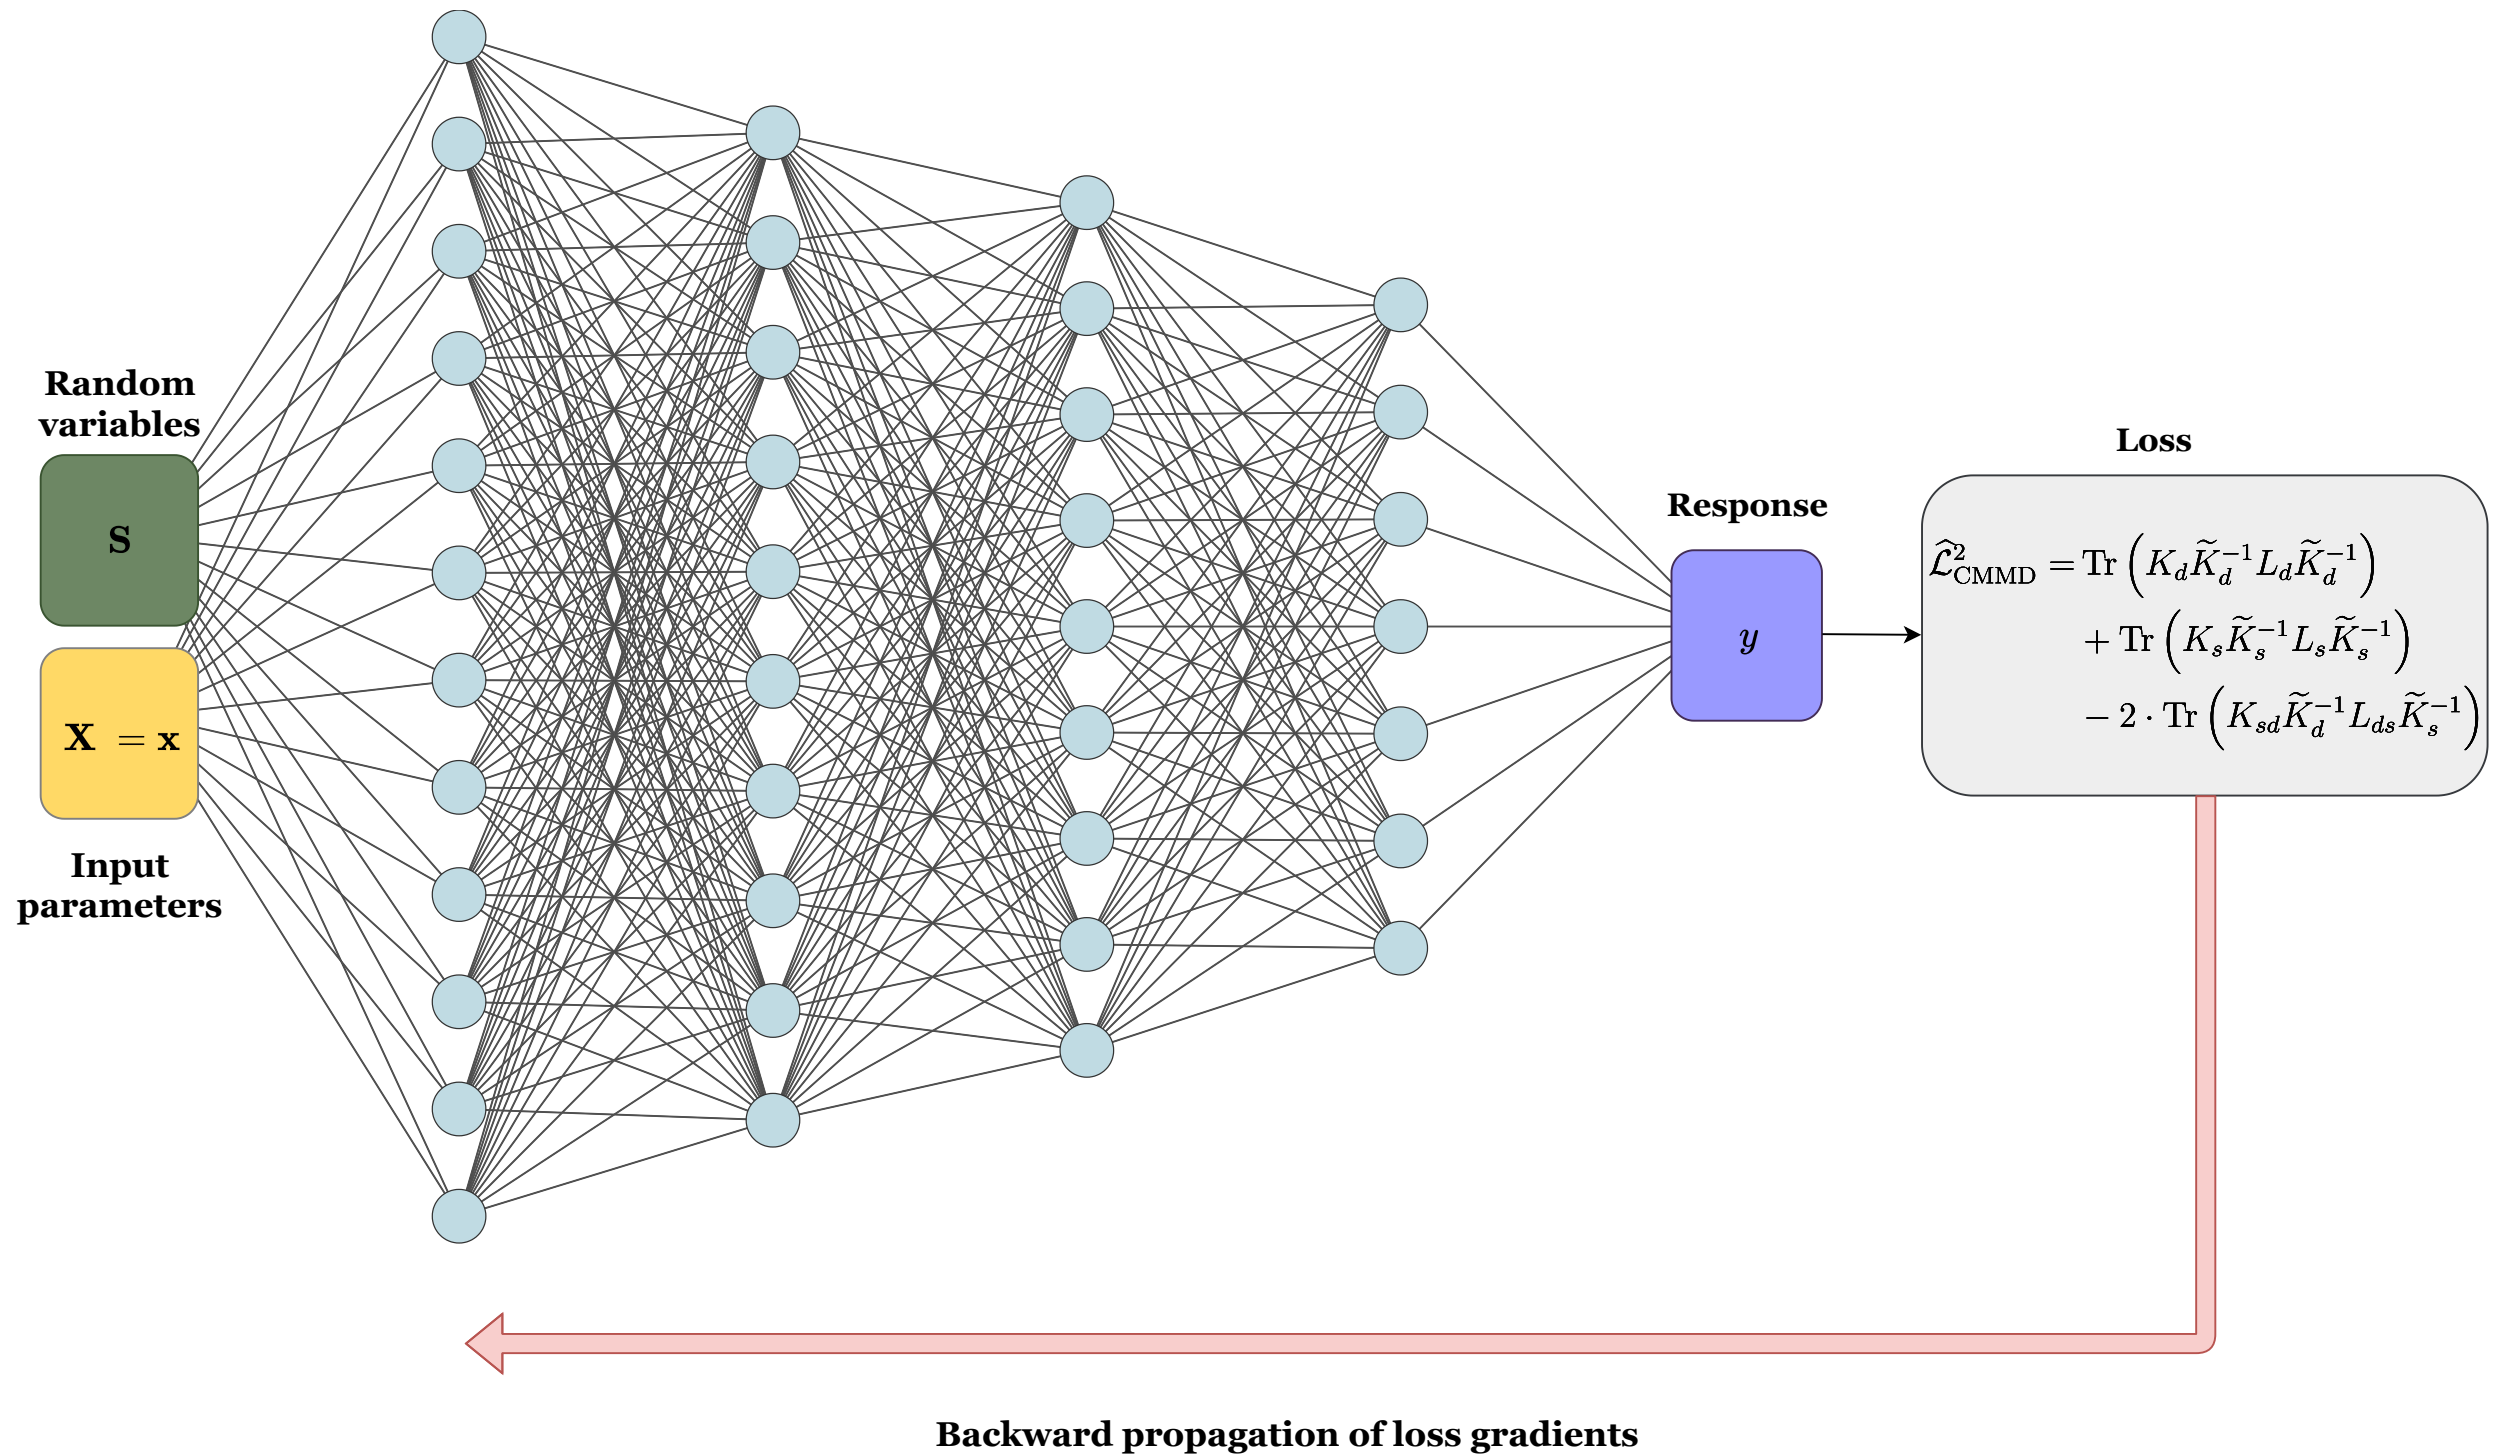 Random
variables
S
X = x
Input
parameters
Response
y
Loss
$\widehat{\mathcal{L}}^2_{\text{CMMD}} = \text{Tr}\left(K_d \widetilde{K}_d^{-1} L_d \widetilde{K}_d^{-1}\right)$
$+ \text{Tr}\left(K_s \widetilde{K}_s^{-1} L_s \widetilde{K}_s^{-1}\right)$
$- 2 \cdot \text{Tr}\left(K_{sd} \widetilde{K}_d^{-1} L_{ds} \widetilde{K}_s^{-1}\right)$
Backward propagation of loss gradients